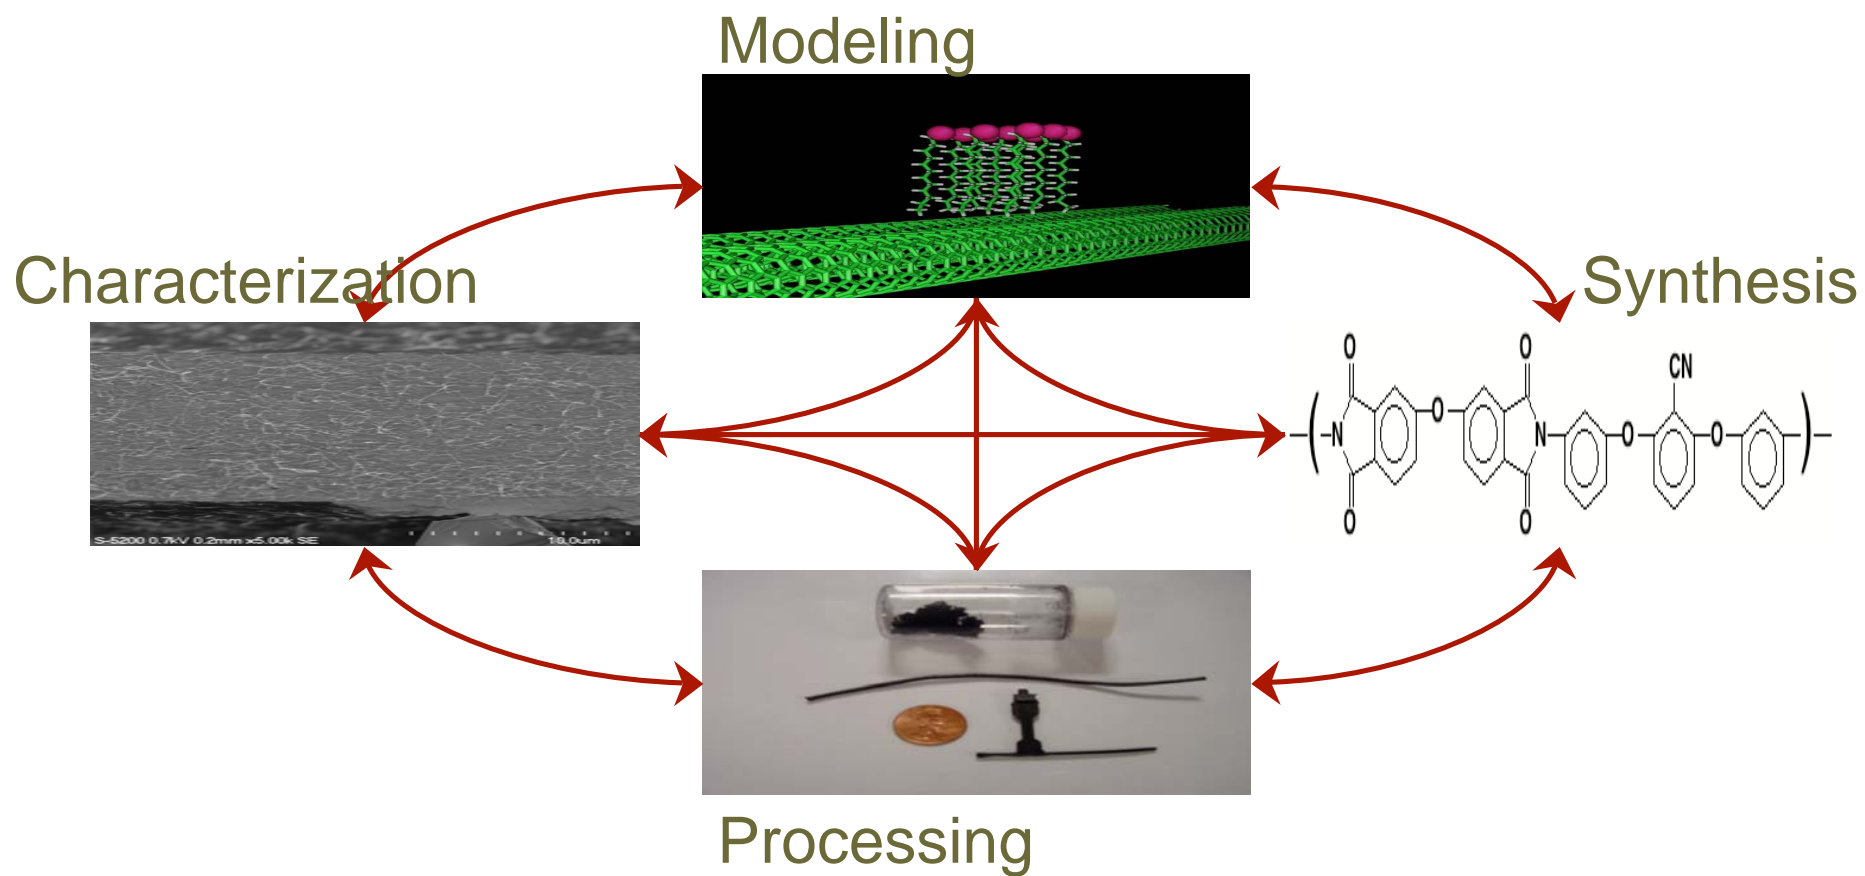 Modeling
Characterization
Synthesis
S-5200 0.7kV 0.2mm x5.00k SE 10.0um
O O CN
O O O
N N
O O
Processing